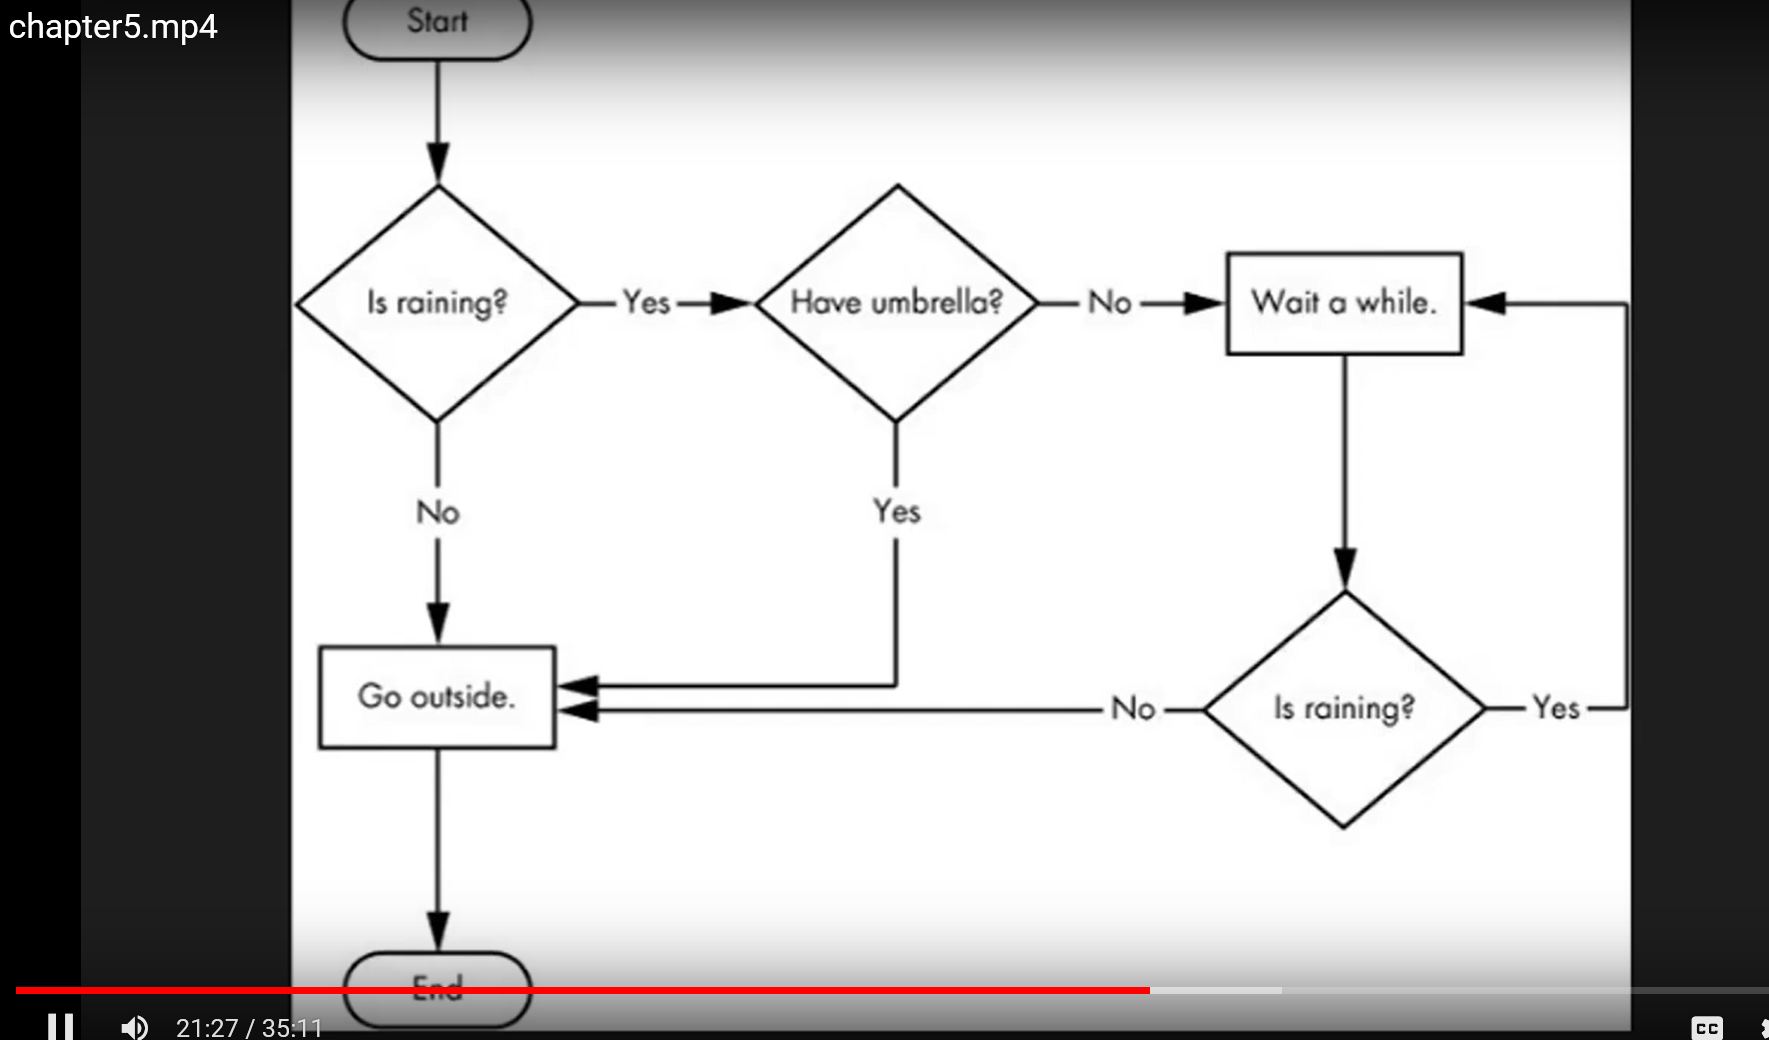 chapter5.mp4
Start
Is raining?
Yes
Have umbrella?
No
Wait a while.
No
Yes
Go outside.
No
Is raining?
Yes
End
21:27 / 35:11
CC